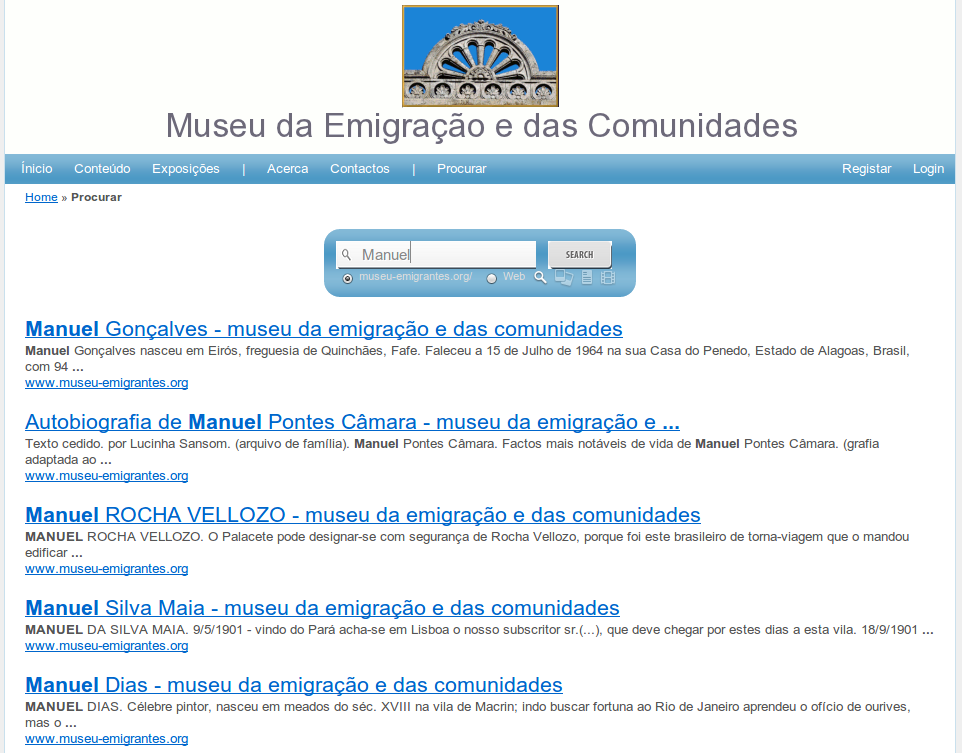 Museu da Emigração e das Comunidades
Ínicio Conteúdo Exposições | Acerca Contactos | Procurar Registar Login
Home » Procurar
Manuel SEARCH
museu-emigrantes.org/ Web
Manuel Gonçalves - museu da emigração e das comunidades
Manuel Gonçalves nasceu em Eirós, freguesia de Quinchães, Fafe. Faleceu a 15 de Julho de 1964 na sua Casa do Penedo, Estado de Alagoas, Brasil,
com 94 ...
www.museu-emigrantes.org
Autobiografia de Manuel Pontes Câmara - museu da emigração e ...
Texto cedido. por Lucinha Sansom. (arquivo de família). Manuel Pontes Câmara. Factos mais notáveis de vida de Manuel Pontes Câmara. (grafia
adaptada ao ...
www.museu-emigrantes.org
Manuel ROCHA VELLOZO - museu da emigração e das comunidades
MANUEL ROCHA VELLOZO. O Palacete pode designar-se com segurança de Rocha Vellozo, porque foi este brasileiro de torna-viagem que o mandou
edificar ...
www.museu-emigrantes.org
Manuel Silva Maia - museu da emigração e das comunidades
MANUEL DA SILVA MAIA. 9/5/1901 - vindo do Pará acha-se em Lisboa o nosso subscritor sr.(...), que deve chegar por estes dias a esta vila. 18/9/1901 ...
www.museu-emigrantes.org
Manuel Dias - museu da emigração e das comunidades
MANUEL DIAS. Célebre pintor, nasceu em meados do séc. XVIII na vila de Macrin; indo buscar fortuna ao Rio de Janeiro aprendeu o ofício de ourives,
mas o ...
www.museu-emigrantes.org